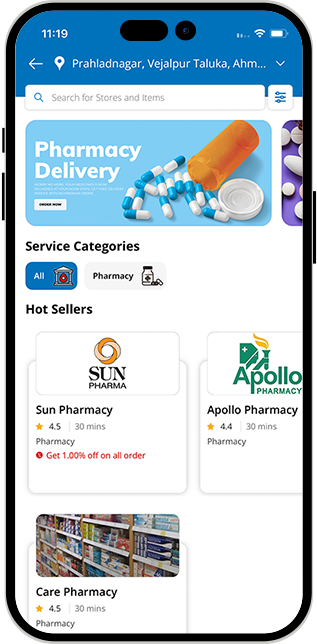 11:19
Prahladnagar, Vejalpur Taluka, Ahm...
Search for Stores and Items
Pharmacy
Delivery
ORDER NOW
Service Categories
All
Pharmacy
Hot Sellers
SUN
PHARMA
Sun Pharmacy
4.5 30 mins
Pharmacy
Get 1.00% off on all order
Apollo
PHARMACY
Apollo Pharmacy
4.4 30 mins
Pharmacy
Care Pharmacy
4.5 30 mins
Pharmacy